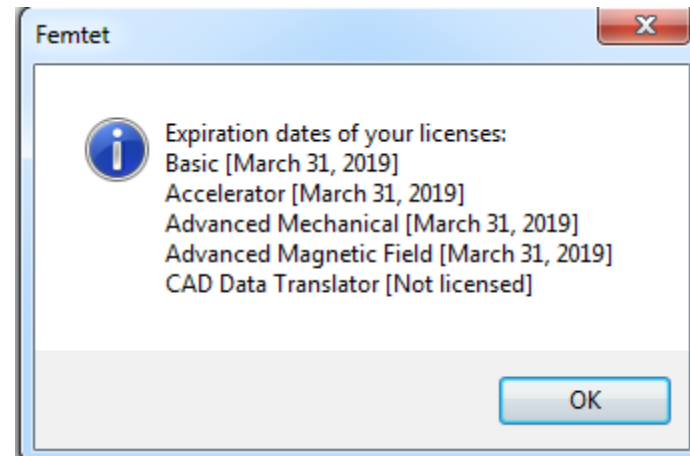 Femtet
Expiration dates of your licenses:
Basic [March 31, 2019]
Accelerator [March 31, 2019]
Advanced Mechanical [March 31, 2019]
Advanced Magnetic Field [March 31, 2019]
CAD Data Translator [Not licensed]
OK